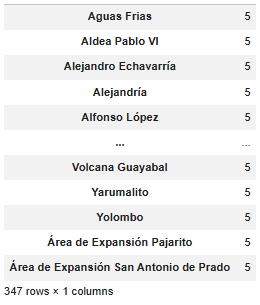 Aguas Frias 5
Aldea Pablo VI 5
Alejandro Echavarría 5
Alejandría 5
Alfonso López 5
... ...
Volcana Guayabal 5
Yarumalito 5
Yolombo 5
Área de Expansión Pajarito 5
Área de Expansión San Antonio de Prado 5
347 rows × 1 columns